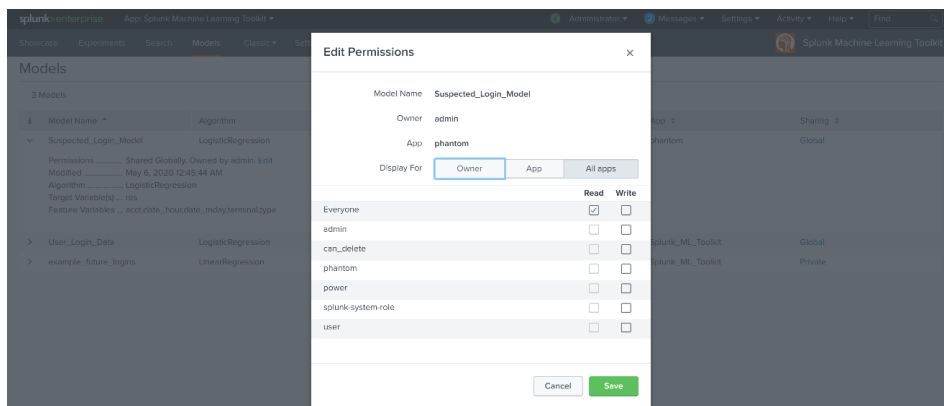 splunk>enterprise App: Splunk Machine Learning Toolkit ▾ Administrator ▾ 2 Messages ▾ Settings ▾ Activity ▾ Help ▾ Find
Showcase Experiments Search Models Classic ▾ Splunk Machine Learning Toolkit
Models
3 Models
i Model Name Algorithm App Sharing
Suspected_Login_Model LogisticRegression phantom Global
Permissions Shared Globally. Owned by admin. Edit
Modified May 6, 2020 12:45:44 AM
Algorithm LogisticRegression
Target Variable(s) res
Feature Variables acct,date_hour,date_mday,terminal,type
User_Login_Date LogisticRegression Splunk_ML_Toolkit Global
example_future_logins LinearRegression Splunk_ML_Toolkit Private
Edit Permissions ×
Model Name Suspected_Login_Model
Owner admin
App phantom
Display For Owner App All apps
Read Write
Everyone
admin
can_delete
phantom
power
splunk-system-role
user
Cancel Save